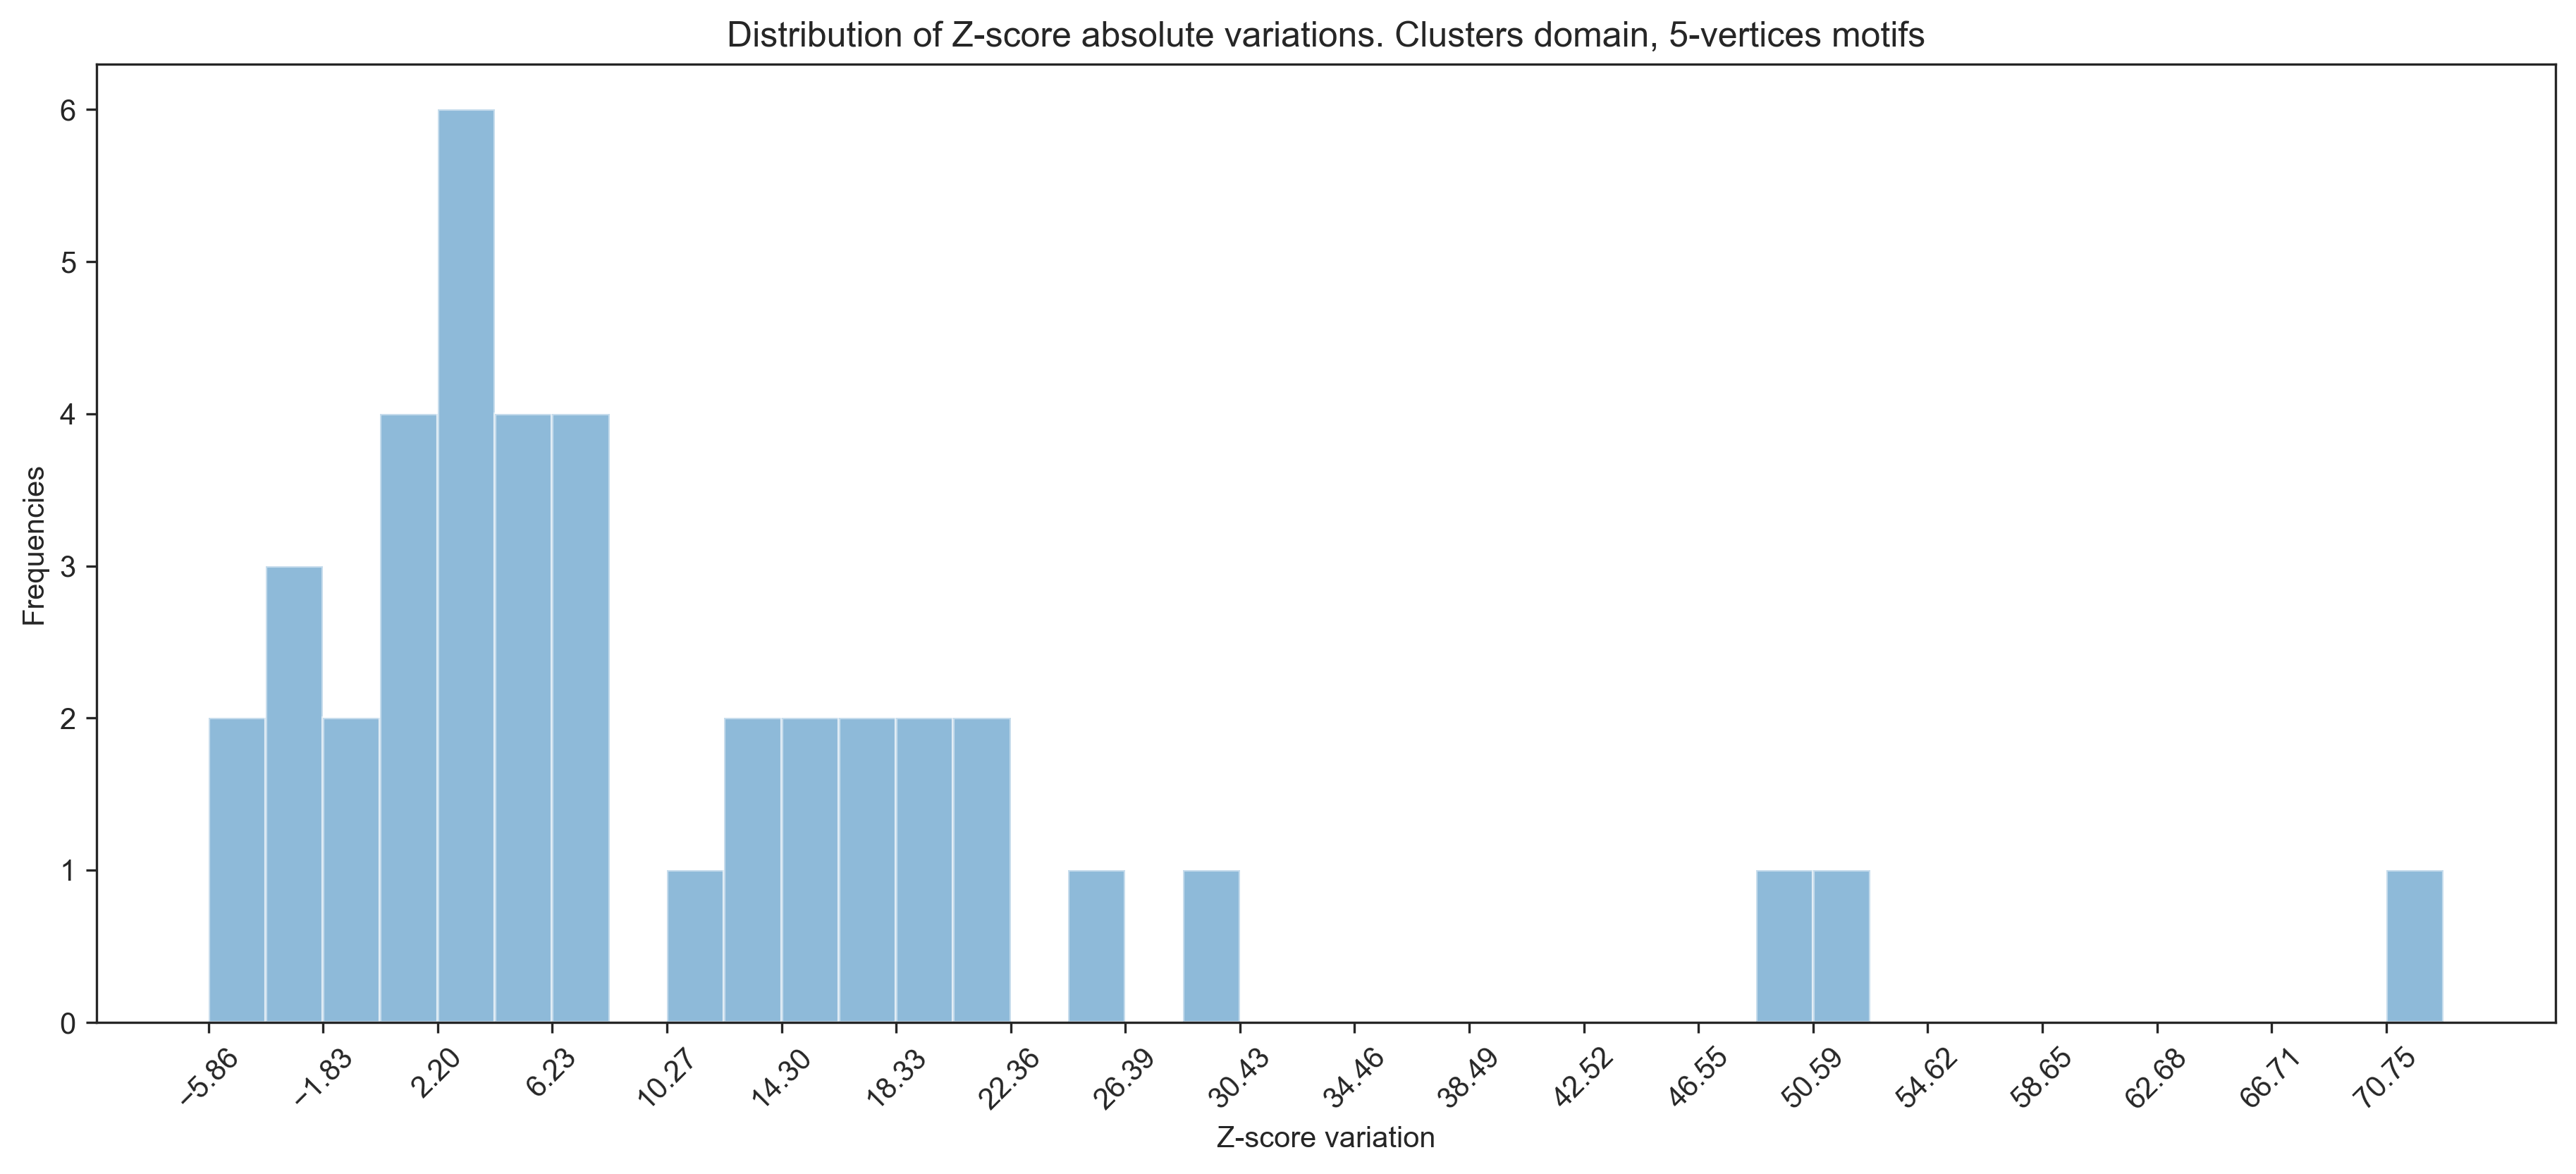 Distribution of Z-score absolute variations. Clusters domain, 5-vertices motifs
Frequencies
6
5
4
3
2
1
0
−5.86 −1.83 2.20 6.23 10.27 14.30 18.33 22.36 26.39 30.43 34.46 38.49 42.52 46.55 50.59 54.62 58.65 62.68 66.71 70.75
Z-score variation